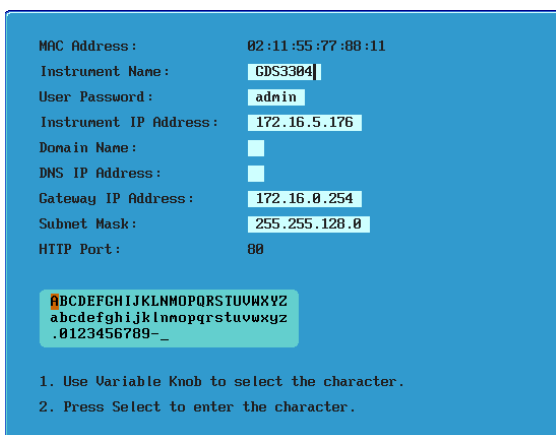 MAC Address: 02:11:55:77:88:11
Instrument Name: GDS3304
User Password: admin
Instrument IP Address: 172.16.5.176
Domain Name:
DNS IP Address:
Gateway IP Address: 172.16.0.254
Subnet Mask: 255.255.128.0
HTTP Port: 80
ABCDEFGHIJKLNMOPQRSTUVWXYZ
abcdefghijklnmopqrstuvwxyz
.0123456789-_
1. Use Variable Knob to select the character.
2. Press Select to enter the character.